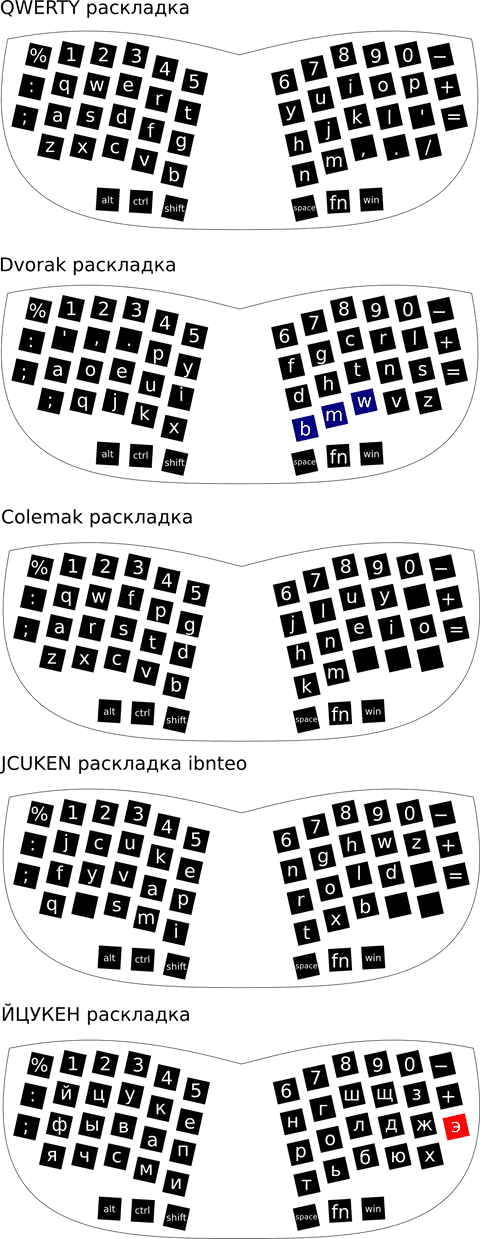 QWERTY раскладка
% 1 2 3 4 5 6 7 8 9 0 −
: q w e r t y u i o p +
; a s d f g h j k l ' =
z x c v b n m , . /
alt ctrl shift space fn win
Dvorak раскладка
% 1 2 3 4 5 6 7 8 9 0 −
: ' , . p y f g c r l +
; a o e u i d h t n s =
; q j k x b m w v z
alt ctrl shift space fn win
Colemak раскладка
% 1 2 3 4 5 6 7 8 9 0 −
: q w f p g j l u y +
; a r s t d h n e i o =
z x c v b k m
alt ctrl shift space fn win
JCUKEN раскладка ibnteo
% 1 2 3 4 5 6 7 8 9 0 −
: j c u k e n g h w z +
; f y v a p r o l d =
q s m i t x b
alt ctrl shift space fn win
ЙЦУКЕН раскладка
% 1 2 3 4 5 6 7 8 9 0 −
: й ц у к е н г ш щ з +
; ф ы в а п р о л д ж э
я ч с м и т ь б ю х
alt ctrl shift space fn win